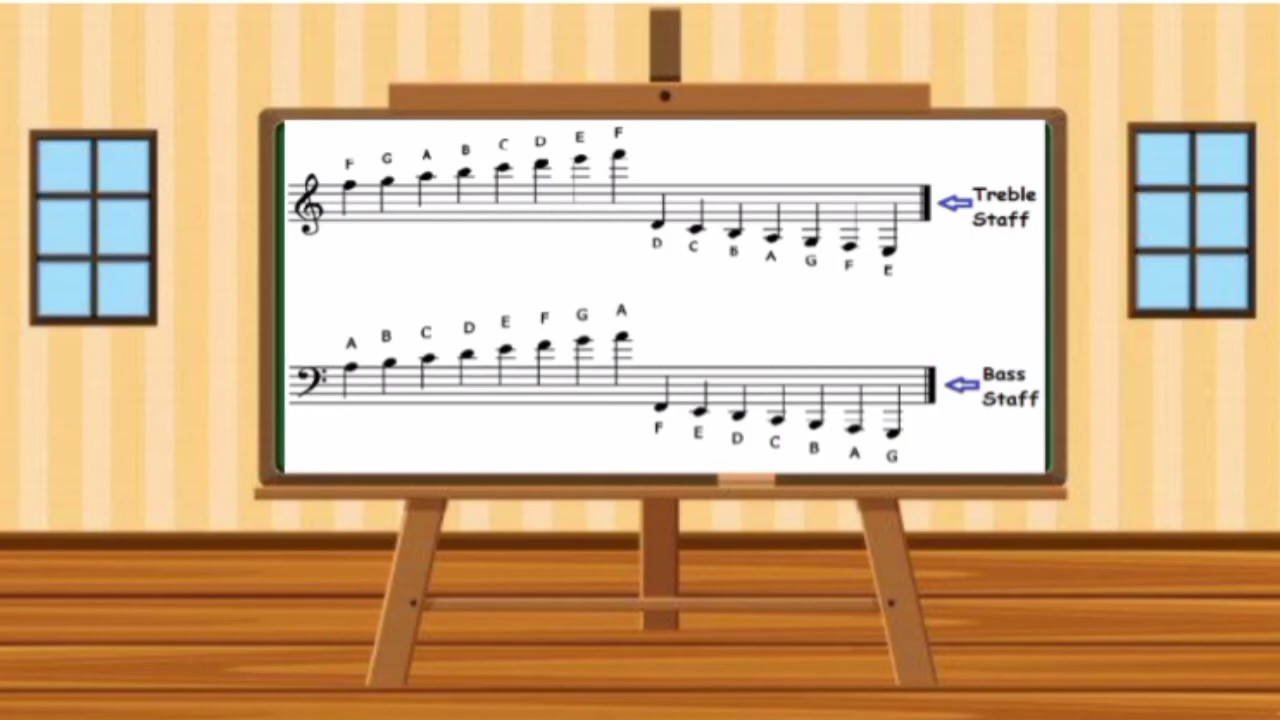 F G A B C D E F
Treble
Staff
D C B A G F E
A B C D E F G A
Bass
Staff
F E D C B A G